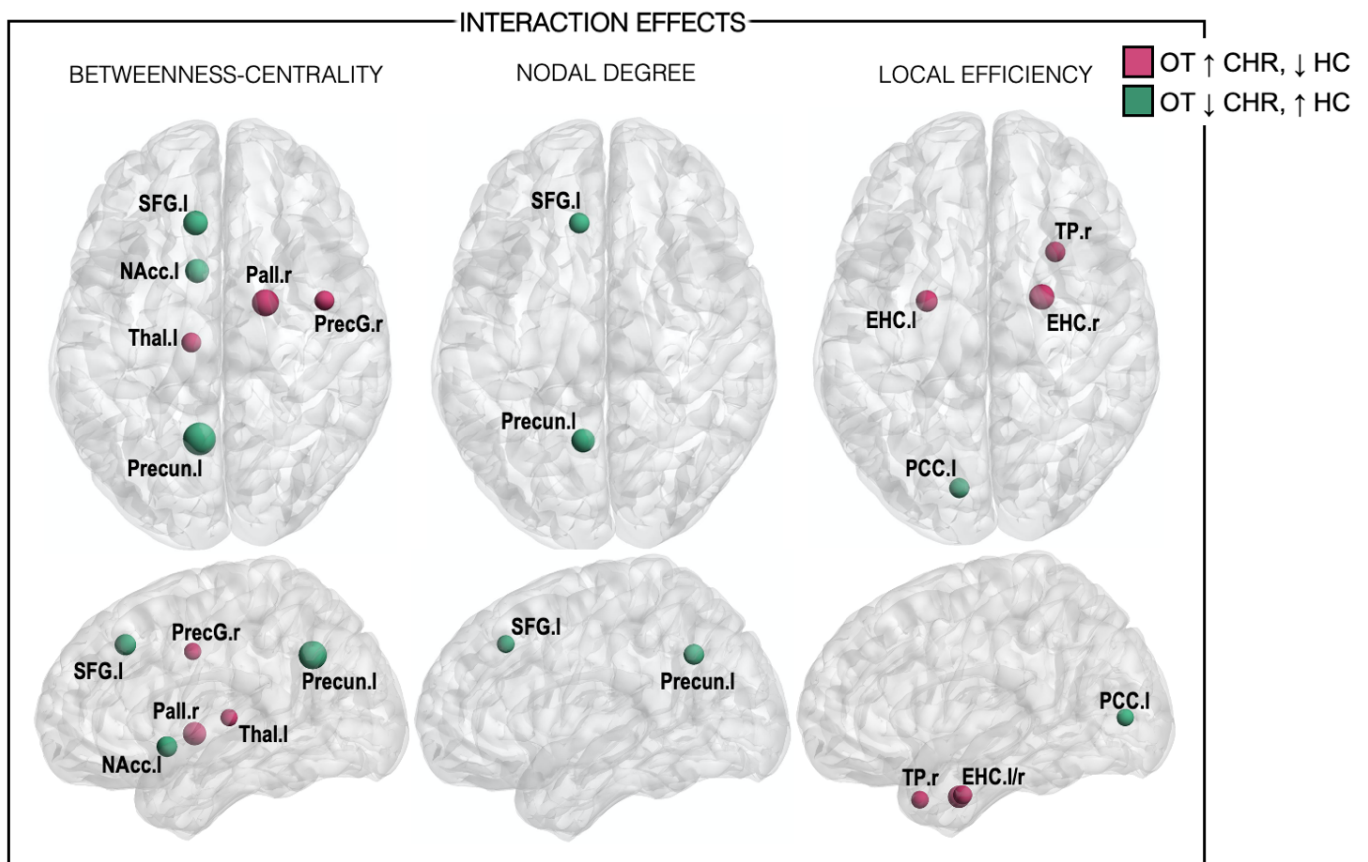 INTERACTION EFFECTS
OT ↑ CHR, ↓ HC
OT ↓ CHR, ↑ HC
BETWEENNESS-CENTRALITY
SFG.l
NAcc.l
Pall.r
PrecG.r
Thal.l
Precun.l
NODAL DEGREE
SFG.l
Precun.l
LOCAL EFFICIENCY
TP.r
EHC.l
EHC.r
PCC.l
PrecG.r
SFG.l
Precun.l
Pall.r
Thal.l
NAcc.l
SFG.l
Precun.l
PCC.l
TP.r
EHC.l/r